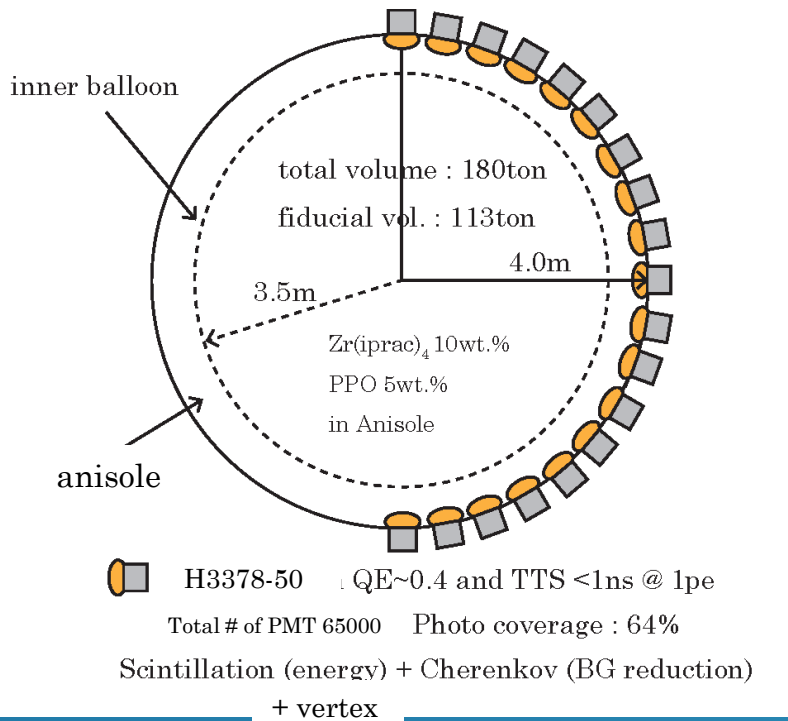 inner balloon
total volume : 180ton
fiducial vol. : 113ton
4.0m
3.5m
Zr(iprac)₄ 10wt.%
PPO 5wt.%
in Anisole
anisole
H3378-50 QE~0.4 and TTS <1ns @ 1pe
Total # of PMT 65000 Photo coverage : 64%
Scintillation (energy) + Cherenkov (BG reduction)
+ vertex